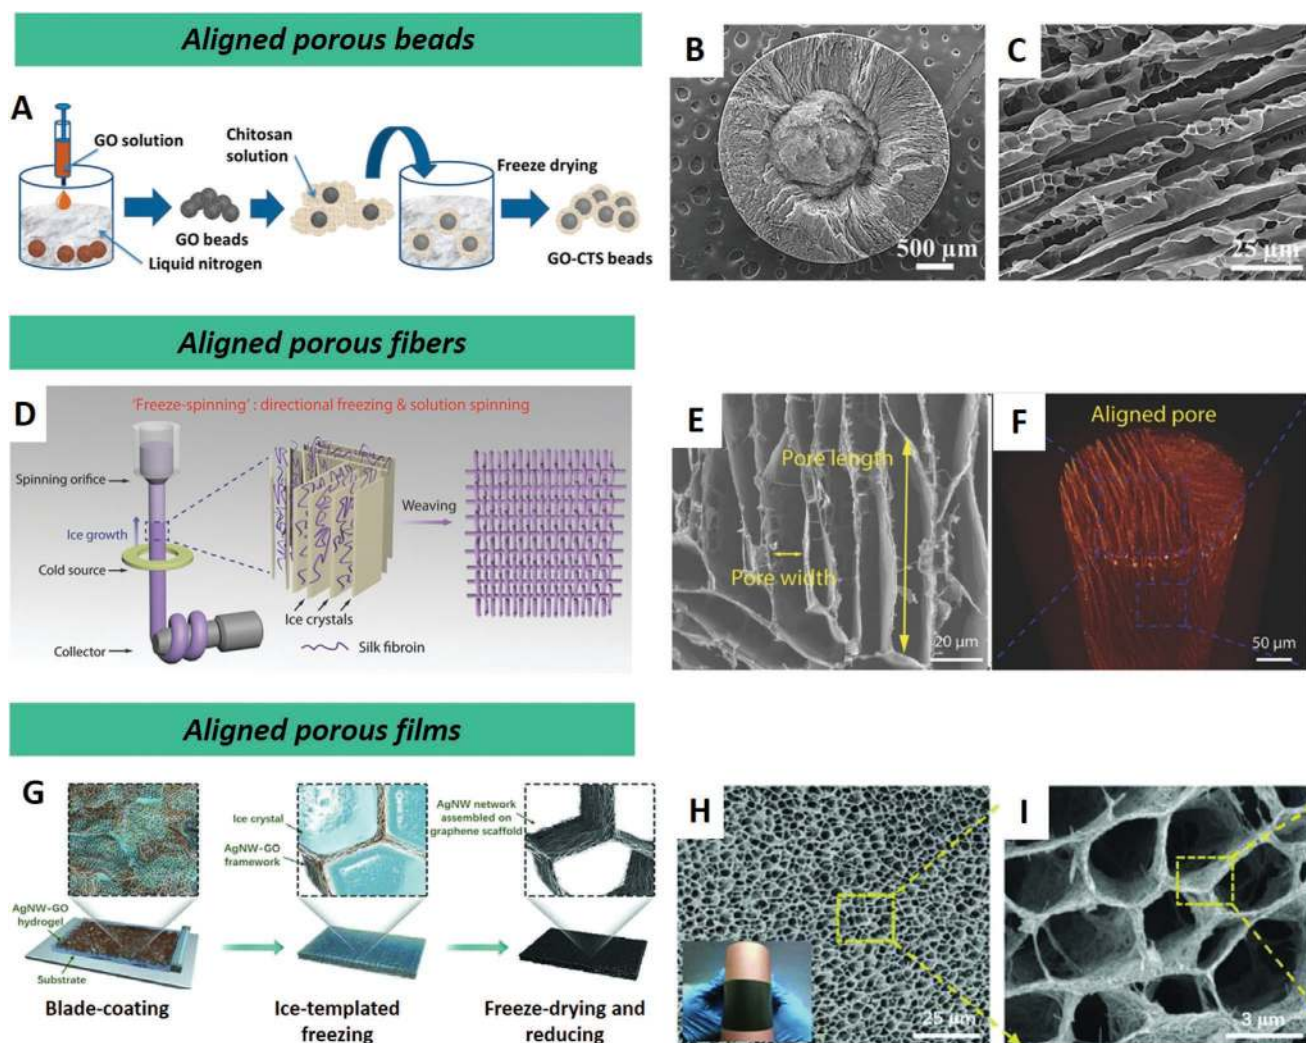 Aligned porous beads
A
GO solution
Chitosan
solution
Freeze drying
GO beads
Liquid nitrogen
GO-CTS beads
B
500 µm
C
25 µm
Aligned porous fibers
D
'Freeze-spinning' : directional freezing & solution spinning
Spinning orifice
Ice growth
Cold source
Collector
Ice crystals
Silk fibroin
Weaving
E
Pore length
Pore width
20 µm
F
Aligned pore
50 µm
Aligned porous films
G
AgNW-GO
hydrogel
Substrate
Blade-coating
Ice crystal
AgNW-GO
framework
Ice-templated
freezing
AgNW network
assembled on
graphene scaffold
Freeze-drying and
reducing
H
25 µm
I
3 µm